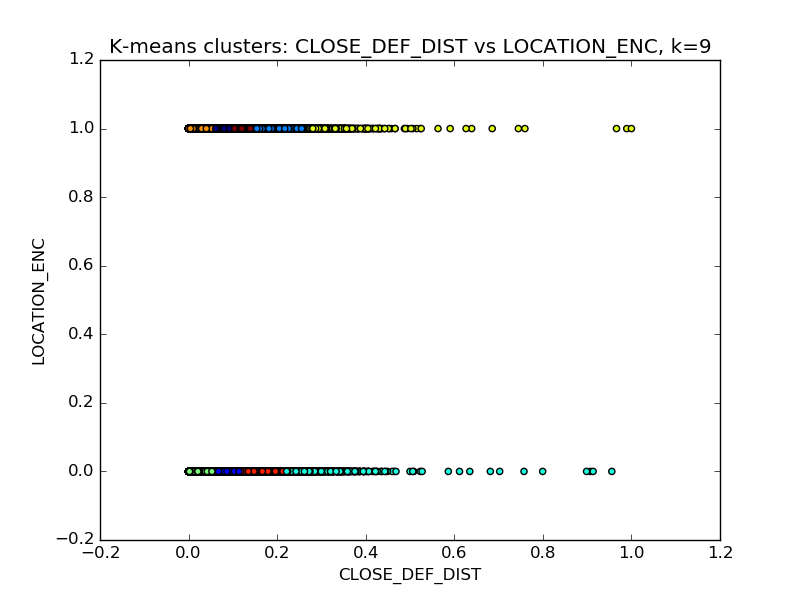 K-means clusters: CLOSE_DEF_DIST vs LOCATION_ENC, k=9
1.2
1.0
0.8
0.6
0.4
0.2
0.0
−0.2
LOCATION_ENC
−0.2 0.0 0.2 0.4 0.6 0.8 1.0 1.2
CLOSE_DEF_DIST